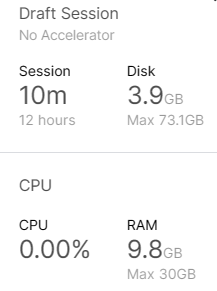 Draft Session
No Accelerator
Session Disk
10m 3.9GB
12 hours Max 73.1GB
CPU
CPU RAM
0.00% 9.8GB
Max 30GB